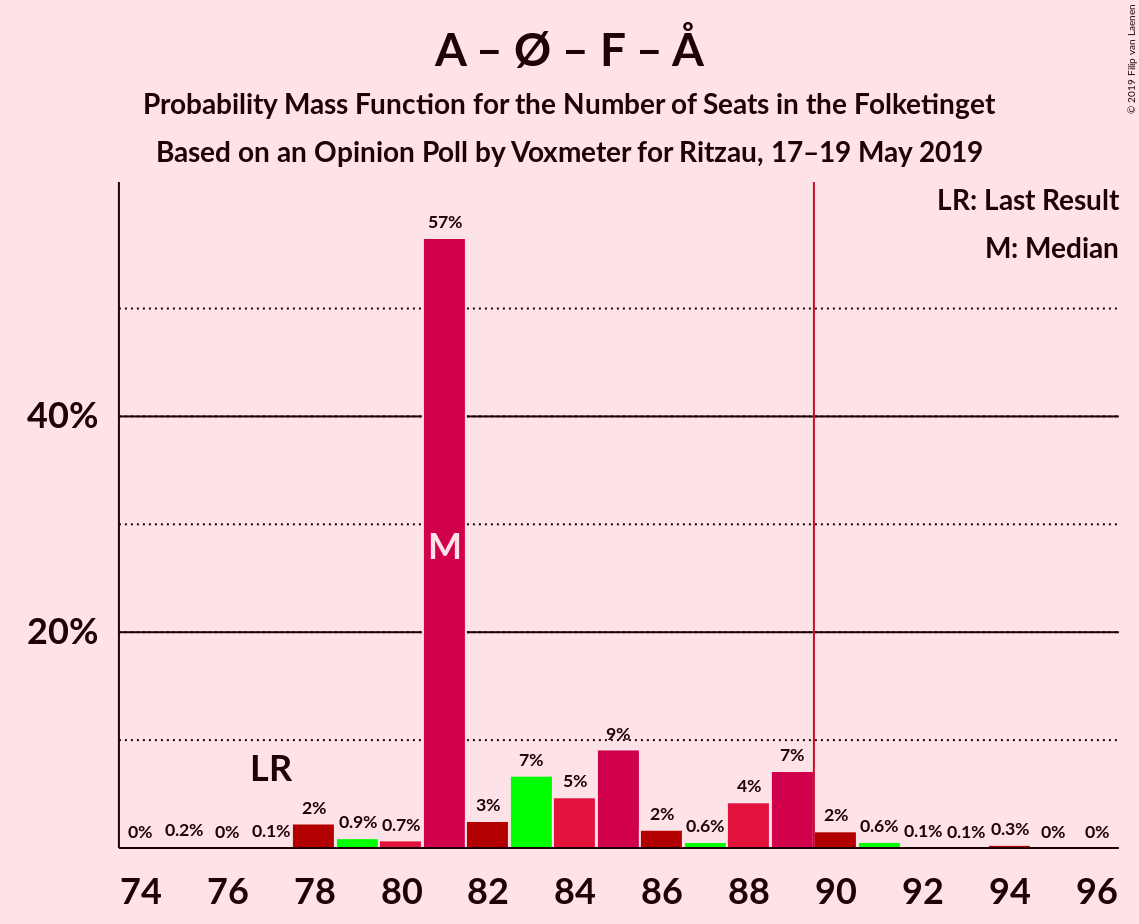 A – Ø – F – Å
Probability Mass Function for the Number of Seats in the Folketinget
Based on an Opinion Poll by Voxmeter for Ritzau, 17–19 May 2019
© 2019 Filip van Laenen
LR: Last Result
M: Median
57%
40%
M
20%
LR
0% 0.2% 0% 0.1% 2% 0.9% 0.7% 3% 7% 5% 9% 2% 0.6% 4% 7% 2% 0.6% 0.1% 0.1% 0.3% 0% 0%
74 76 78 80 82 84 86 88 90 92 94 96